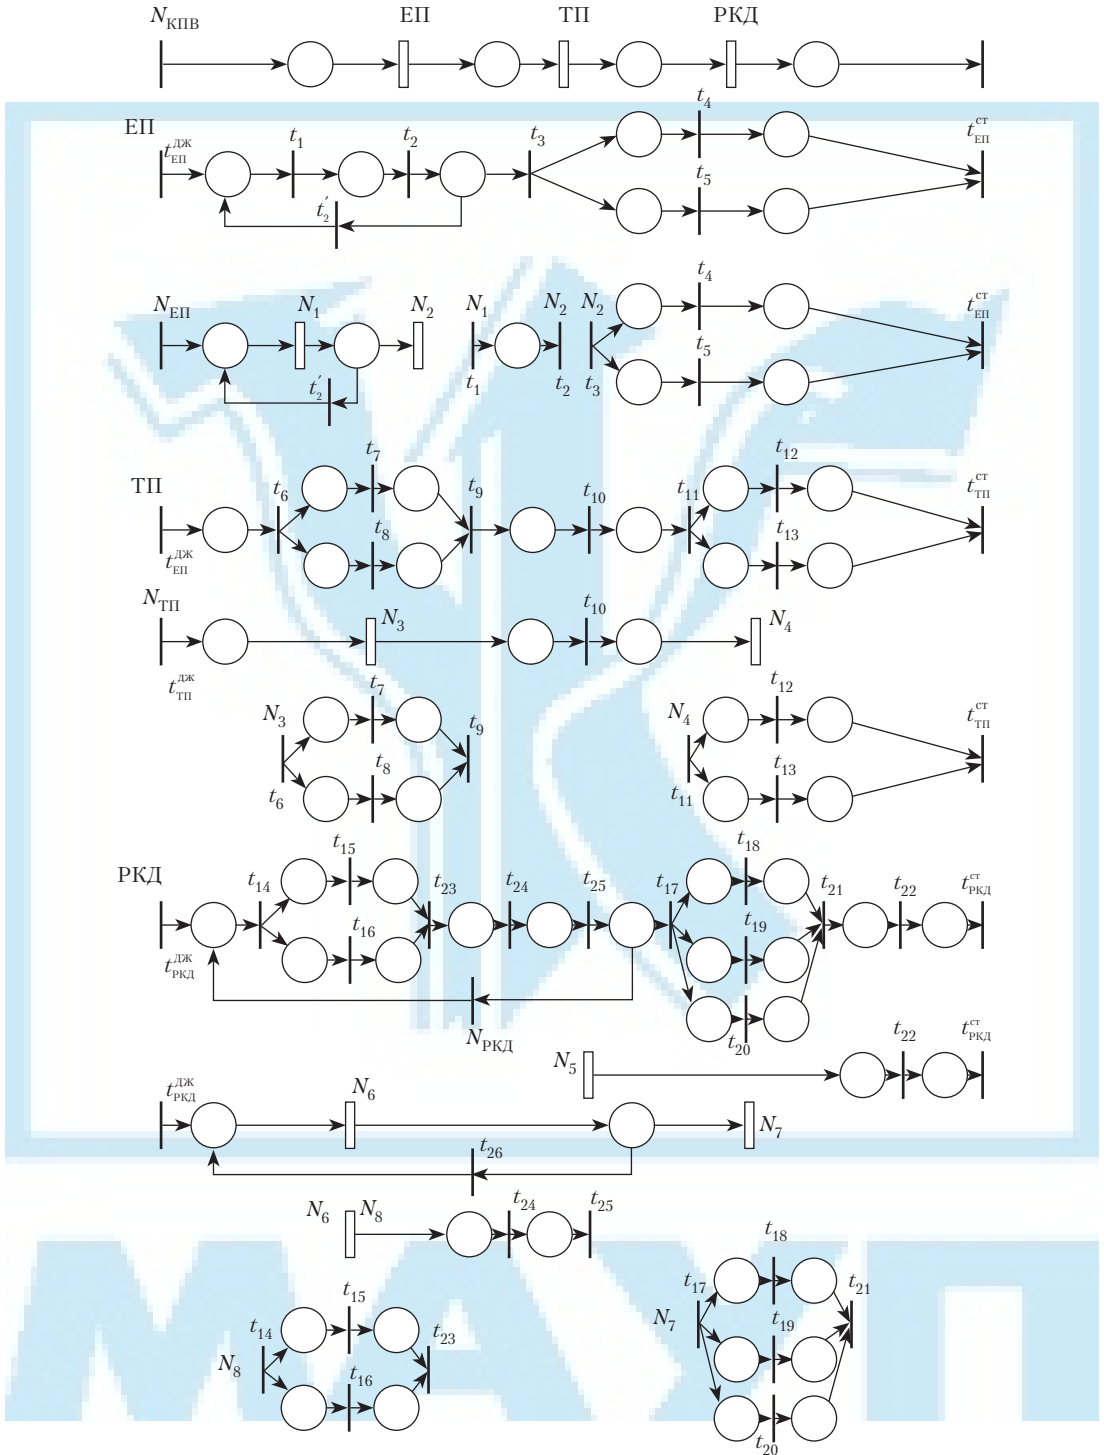 N_КПВ ЕП ТП РКД
ЕП t_ЕП^ДЖ t_1 t_2 t_3 t_4 t_ЕП^СТ
t_5
t_2'
N_ЕП N_1 N_2 N_1 N_2 N_2 t_4 t_ЕП^СТ
t_5
t_2' t_1 t_2 t_3
ТП t_6 t_7 t_9 t_10 t_11 t_12 t_ТП^СТ
t_8 t_13
t_ЕП^ДЖ
N_ТП N_3 t_10 N_4
t_ТП^ДЖ
N_3 t_7 t_9 N_4 t_12 t_ТП^СТ
t_6 t_8 t_11 t_13
РКД t_14 t_15 t_23 t_24 t_25 t_17 t_18 t_21 t_22 t_РКД^СТ
t_16 t_19
t_РКД^ДЖ
N_РКД t_20
N_5 t_22 t_РКД^СТ
t_РКД^ДЖ N_6 N_7
t_26
N_6 N_8 t_24 t_25
t_17 t_18 t_21
t_14 t_15 t_23 N_7 t_19
N_8 t_16
t_20
МАУП